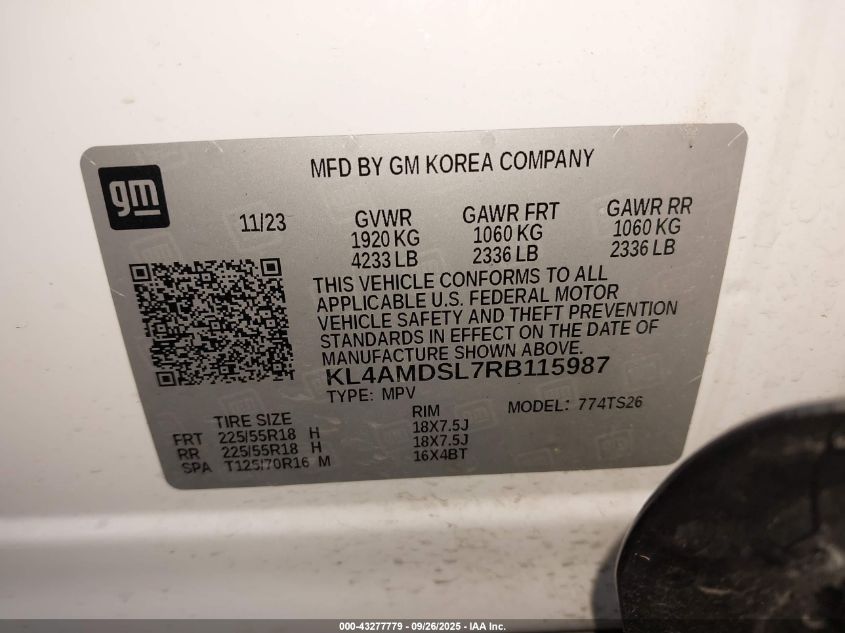 gm
MFD BY GM KOREA COMPANY
11/23
GVWR
1920 KG
4233 LB
GAWR FRT
1060 KG
2336 LB
GAWR RR
1060 KG
2336 LB
THIS VEHICLE CONFORMS TO ALL
APPLICABLE U.S. FEDERAL MOTOR
VEHICLE SAFETY AND THEFT PREVENTION
STANDARDS IN EFFECT ON THE DATE OF
MANUFACTURE SHOWN ABOVE.
KL4AMDSL7RB115987
TYPE: MPV
MODEL: 774TS26
TIRE SIZE
RIM
FRT 225/55R18 H 18X7.5J
RR 225/55R18 H 18X7.5J
SPA T125/70R16 M 16X4BT
000-43277779 - 09/26/2025 - IAA Inc.